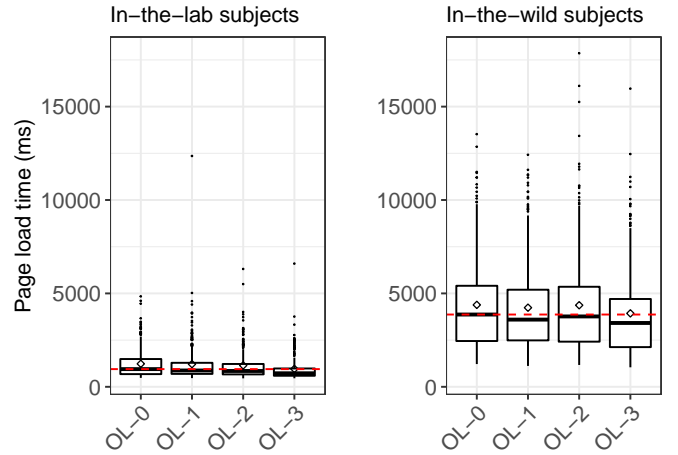 In−the−lab subjects
In−the−wild subjects
Page load time (ms)
15000
10000
5000
0
OL−0
OL−1
OL−2
OL−3
15000
10000
5000
0
OL−0
OL−1
OL−2
OL−3